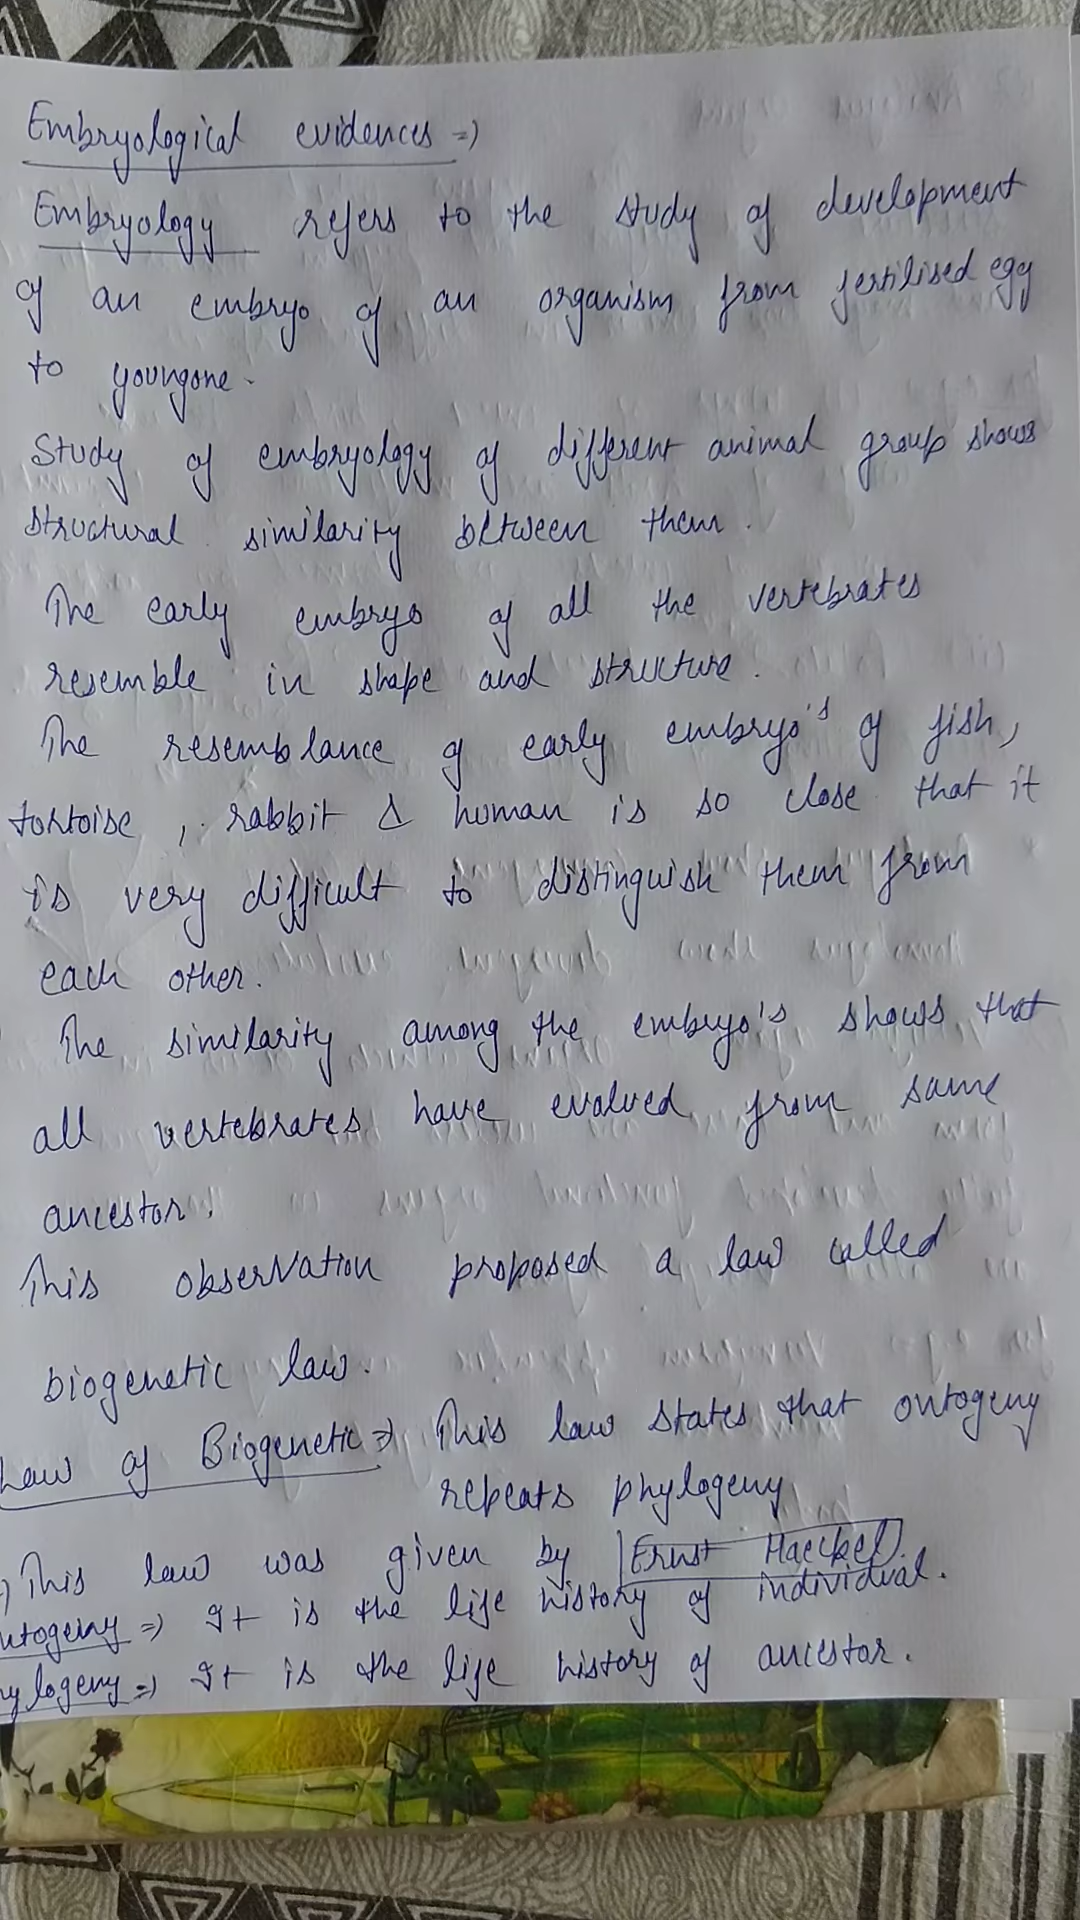 Embryological evidences =)
Embryology refers to the study of development
of an embryo of an organism from fertilised egg
to youngone.
Study of embryology of different animal group shows
structural similarity between them.
The early embryo of all the vertebrates
resemble in shape and structure.
The resemblance of early embryo's of fish,
tortoise, rabbit & human is so close that it
is very difficult to distinguish them from
each other.
The similarity among the embryo's shows that
all vertebrates have evolved from same
ancestor.
This observation proposed a law called
biogenetic law.
Law of Biogenetic =) This law states that ontogeny
repeats phylogeny
=) This law was given by Ernst Haeckel
ntogeny =) It is the life history of individual.
hylogeny =) It is the life history of ancestor.